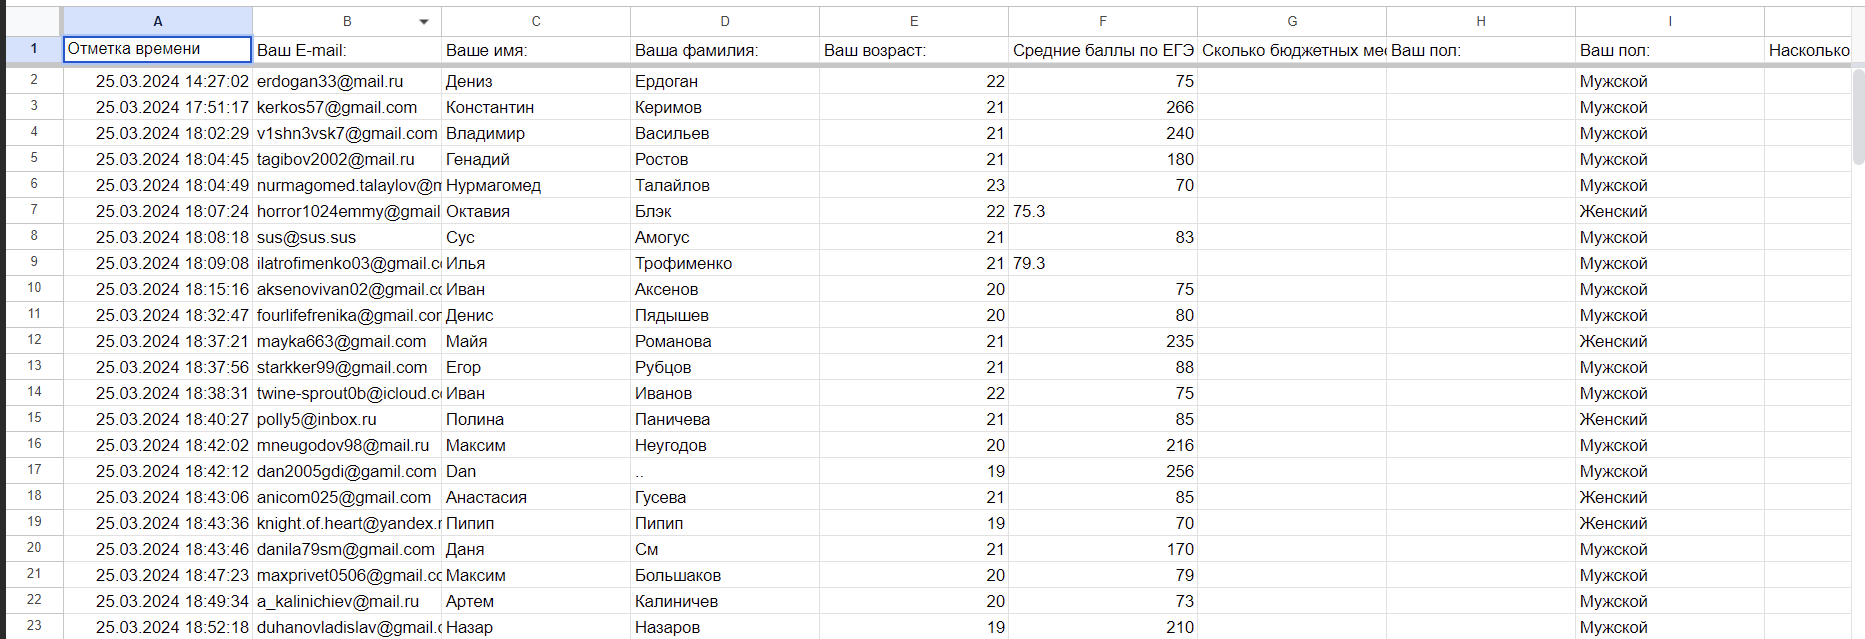 A B C D E F G H I
1 Отметка времени Ваш E-mail: Ваше имя: Ваша фамилия: Ваш возраст: Средние баллы по ЕГЭ Сколько бюджетных мес Ваш пол: Ваш пол: Насколько
2 25.03.2024 14:27:02 erdogan33@mail.ru Дениз Ердоган 22 75 Мужской
3 25.03.2024 17:51:17 kerkos57@gmail.com Константин Керимов 21 266 Мужской
4 25.03.2024 18:02:29 v1shn3vsk7@gmail.com Владимир Васильев 21 240 Мужской
5 25.03.2024 18:04:45 tagibov2002@mail.ru Генадий Ростов 21 180 Мужской
6 25.03.2024 18:04:49 nurmagomed.talaylov@m Нурмагомед Талайлов 23 70 Мужской
7 25.03.2024 18:07:24 horror1024emmy@gmail Октавия Блэк 22 75.3 Женский
8 25.03.2024 18:08:18 sus@sus.sus Сус Амогус 21 83 Мужской
9 25.03.2024 18:09:08 ilatrofimenko03@gmail.c Илья Трофименко 21 79.3 Мужской
10 25.03.2024 18:15:16 aksenovivan02@gmail.co Иван Аксенов 20 75 Мужской
11 25.03.2024 18:32:47 fourlifefrenika@gmail.com Денис Пядышев 20 80 Мужской
12 25.03.2024 18:37:21 mayka663@gmail.com Майя Романова 21 235 Женский
13 25.03.2024 18:37:56 starkker99@gmail.com Егор Рубцов 21 88 Мужской
14 25.03.2024 18:38:31 twine-sprout0b@icloud.c Иван Иванов 22 75 Мужской
15 25.03.2024 18:40:27 polly5@inbox.ru Полина Паничева 21 85 Женский
16 25.03.2024 18:42:02 mneugodov98@mail.ru Максим Неугодов 20 216 Мужской
17 25.03.2024 18:42:12 dan2005gdi@gamil.com Dan .. 19 256 Мужской
18 25.03.2024 18:43:06 anicom025@gmail.com Анастасия Гусева 21 85 Женский
19 25.03.2024 18:43:36 knight.of.heart@yandex.r Пипип Пипип 19 70 Женский
20 25.03.2024 18:43:46 danila79sm@gmail.com Даня См 21 170 Мужской
21 25.03.2024 18:47:23 maxprivet0506@gmail.co Максим Большаков 20 79 Мужской
22 25.03.2024 18:49:34 a_kalinichiev@mail.ru Артем Калиничев 20 73 Мужской
23 25.03.2024 18:52:18 duhanovladislav@gmail.c Назар Назаров 19 210 Мужской